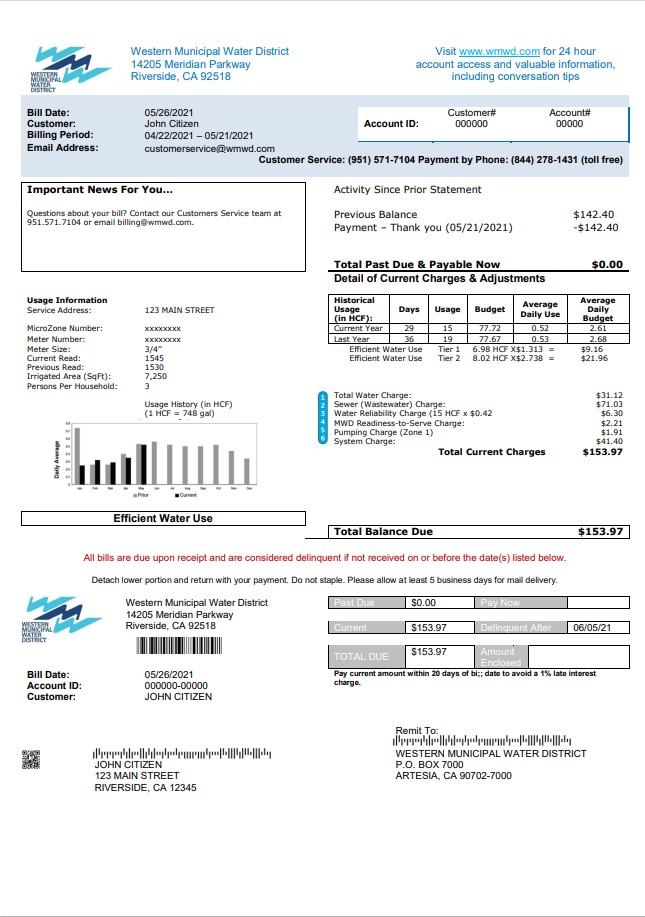 WESTERN
MUNICIPAL
WATER
DISTRICT
Western Municipal Water District
14205 Meridian Parkway
Riverside, CA 92518
Visit www.wmwd.com for 24 hour
account access and valuable information,
including conversation tips
Bill Date: 05/26/2021
Customer: John Citizen
Billing Period: 04/22/2021 – 05/21/2021
Email Address: customerservice@wmwd.com
Customer# Account#
Account ID: 000000 00000
Customer Service: (951) 571-7104 Payment by Phone: (844) 278-1431 (toll free)
Important News For You…
Questions about your bill? Contact our Customers Service team at
951.571.7104 or email billing@wmwd.com.
Activity Since Prior Statement
Previous Balance $142.40
Payment – Thank you (05/21/2021) -$142.40
Total Past Due & Payable Now $0.00
Detail of Current Charges & Adjustments
Usage Information
Service Address: 123 MAIN STREET
MicroZone Number: xxxxxxxx
Meter Number: xxxxxxxx
Meter Size: 3/4"
Current Read: 1545
Previous Read: 1530
Irrigated Area (SqFt): 7,250
Persons Per Household: 3
Historical Usage (in HCF): Days Usage Budget Average Daily Use Average Daily Budget
Current Year 29 15 77.72 0.52 2.61
Last Year 36 19 77.67 0.53 2.68
Efficient Water Use Tier 1 6.98 HCF X$1.313 = $9.16
Efficient Water Use Tier 2 8.02 HCF X$2.738 = $21.96
Usage History (in HCF)
(1 HCF = 748 gal)
Daily Average
Jan Feb Mar Apr May Jun Jul Aug Sep Oct Nov Dec
Prior Current
1 Total Water Charge: $31.12
2 Sewer (Wastewater) Charge: $71.03
3 Water Reliability Charge (15 HCF x $0.42 $6.30
4 MWD Readiness-to-Serve Charge: $2.21
5 Pumping Charge (Zone 1) $1.91
6 System Charge: $41.40
Total Current Charges $153.97
Efficient Water Use
Total Balance Due $153.97
All bills are due upon receipt and are considered delinquent if not received on or before the date(s) listed below.
Detach lower portion and return with your payment. Do not staple. Please allow at least 5 business days for mail delivery.
WESTERN
MUNICIPAL
WATER
DISTRICT
Western Municipal Water District
14205 Meridian Parkway
Riverside, CA 92518
Past Due $0.00 Pay Now
Current $153.97 Delinquent After 06/05/21
TOTAL DUE $153.97 Amount Enclosed
Pay current amount within 20 days of bi;; date to avoid a 1% late interest
charge.
Bill Date: 05/26/2021
Account ID: 000000-00000
Customer: JOHN CITIZEN
JOHN CITIZEN
123 MAIN STREET
RIVERSIDE, CA 12345
Remit To:
WESTERN MUNICIPAL WATER DISTRICT
P.O. BOX 7000
ARTESIA, CA 90702-7000